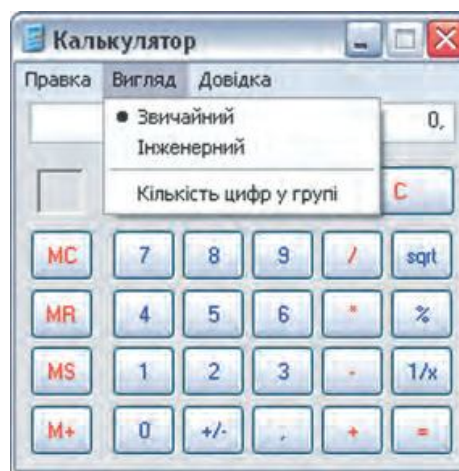 Калькулятор
Правка Вигляд Довідка
Звичайний
0,
Інженерний
Кількість цифр у групі
C
MC 7 8 9 / sqrt
MR 4 5 6 * %
MS 1 2 3 - 1/x
M+ 0 +/- , + =